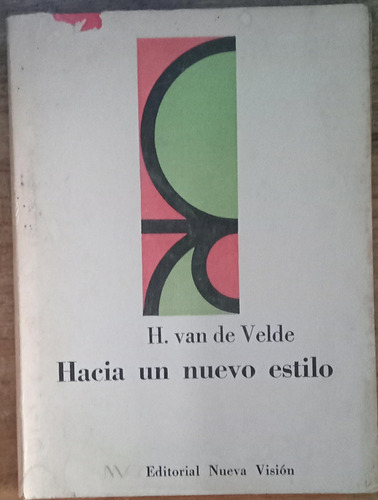 H. van de Velde
Hacia un nuevo estilo
Editorial Nueva Visión